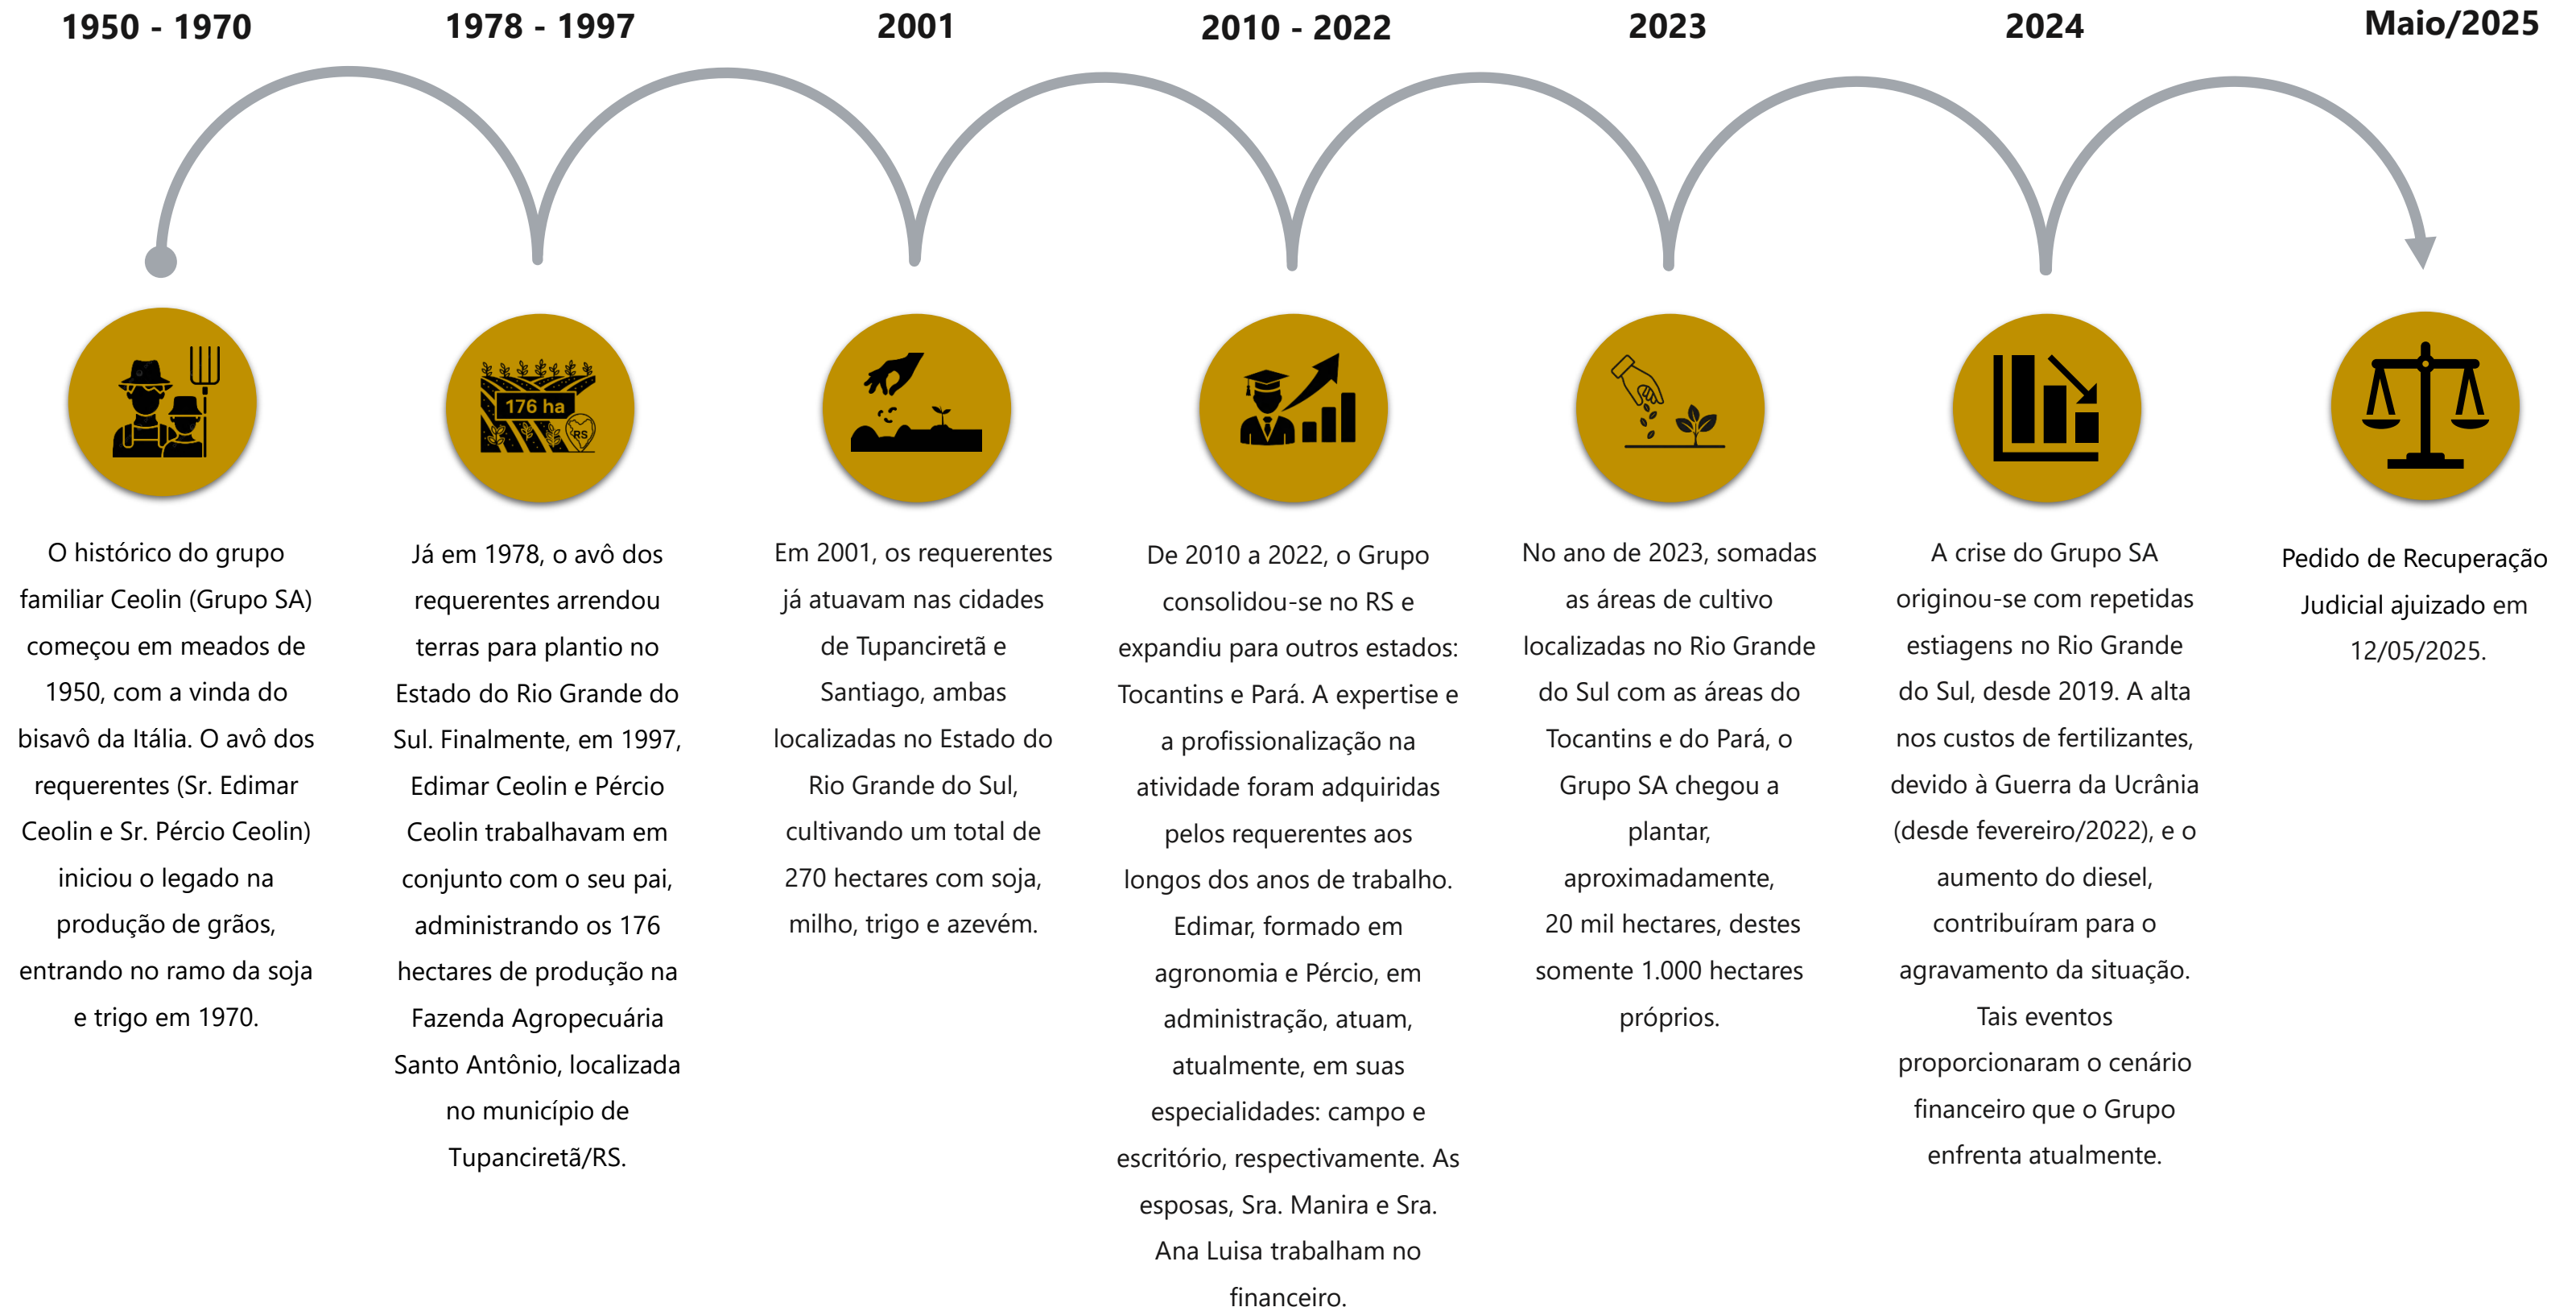 1950 - 1970
O histórico do grupo
familiar Ceolin (Grupo SA)
começou em meados de
1950, com a vinda do
bisavô da Itália. O avô dos
requerentes (Sr. Edimar
Ceolin e Sr. Pércio Ceolin)
iniciou o legado na
produção de grãos,
entrando no ramo da soja
e trigo em 1970.
1978 - 1997
176 ha
RS
Já em 1978, o avô dos
requerentes arrendou
terras para plantio no
Estado do Rio Grande do
Sul. Finalmente, em 1997,
Edimar Ceolin e Pércio
Ceolin trabalhavam em
conjunto com o seu pai,
administrando os 176
hectares de produção na
Fazenda Agropecuária
Santo Antônio, localizada
no município de
Tupanciretã/RS.
2001
Em 2001, os requerentes
já atuavam nas cidades
de Tupanciretã e
Santiago, ambas
localizadas no Estado do
Rio Grande do Sul,
cultivando um total de
270 hectares com soja,
milho, trigo e azevém.
2010 - 2022
De 2010 a 2022, o Grupo
consolidou-se no RS e
expandiu para outros estados:
Tocantins e Pará. A expertise e
a profissionalização na
atividade foram adquiridas
pelos requerentes aos
longos dos anos de trabalho.
Edimar, formado em
agronomia e Pércio, em
administração, atuam,
atualmente, em suas
especialidades: campo e
escritório, respectivamente. As
esposas, Sra. Manira e Sra.
Ana Luisa trabalham no
financeiro.
2023
No ano de 2023, somadas
as áreas de cultivo
localizadas no Rio Grande
do Sul com as áreas do
Tocantins e do Pará, o
Grupo SA chegou a
plantar,
aproximadamente,
20 mil hectares, destes
somente 1.000 hectares
próprios.
2024
A crise do Grupo SA
originou-se com repetidas
estiagens no Rio Grande
do Sul, desde 2019. A alta
nos custos de fertilizantes,
devido à Guerra da Ucrânia
(desde fevereiro/2022), e o
aumento do diesel,
contribuíram para o
agravamento da situação.
Tais eventos
proporcionaram o cenário
financeiro que o Grupo
enfrenta atualmente.
Maio/2025
Pedido de Recuperação
Judicial ajuizado em
12/05/2025.